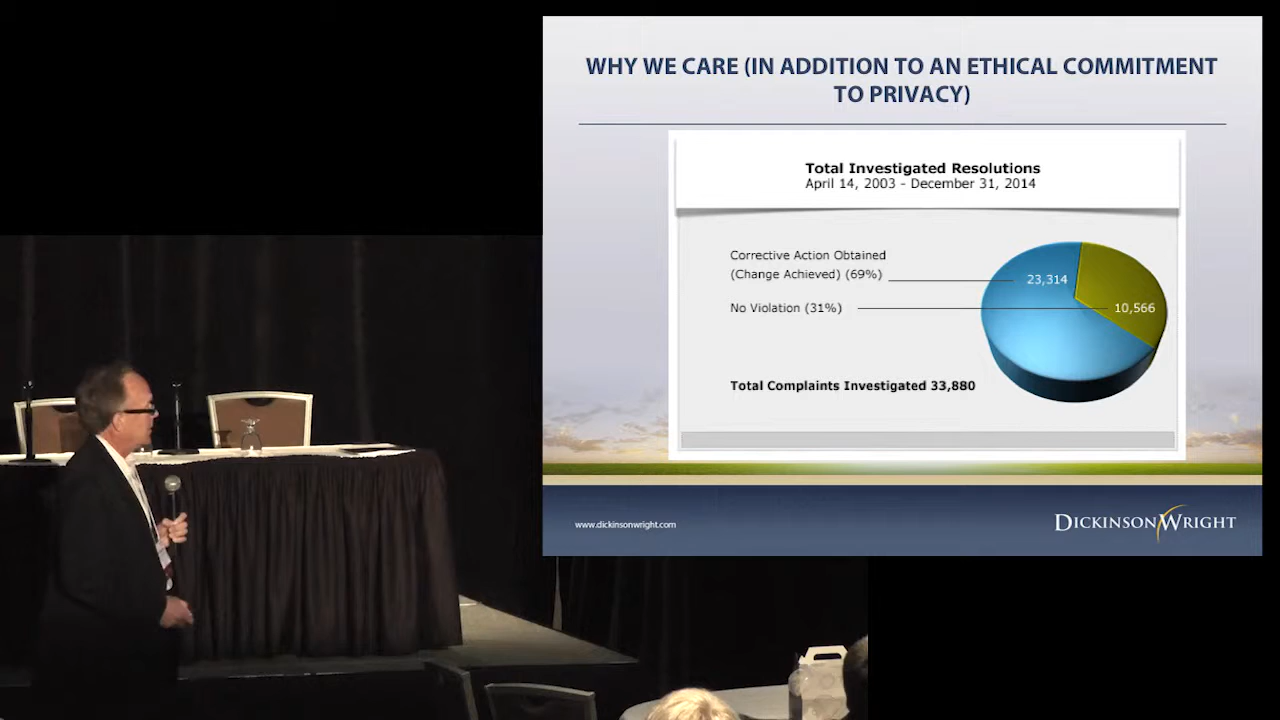 WHY WE CARE (IN ADDITION TO AN ETHICAL COMMITMENT
TO PRIVACY)
Total Investigated Resolutions
April 14, 2003 - December 31, 2014
Corrective Action Obtained
(Change Achieved) (69%)
23,314
No Violation (31%)
10,566
Total Complaints Investigated 33,880
www.dickinsonwright.com
DICKINSON WRIGHT